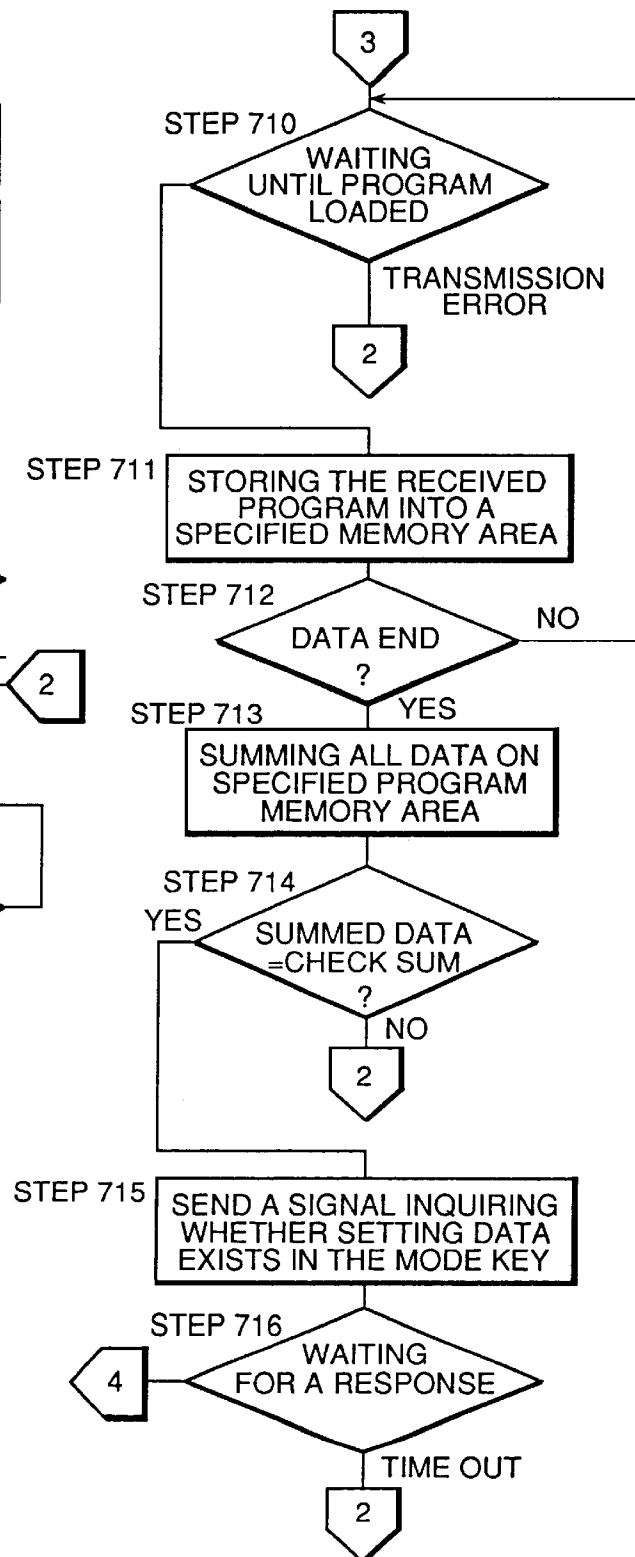 3
STEP 710
WAITING
UNTIL PROGRAM
LOADED
TRANSMISSION
ERROR
2
STEP 711
STORING THE RECEIVED
PROGRAM INTO A
SPECIFIED MEMORY AREA
STEP 712
DATA END
?
NO
YES
2
STEP 713
SUMMING ALL DATA ON
SPECIFIED PROGRAM
MEMORY AREA
STEP 714
YES
SUMMED DATA
=CHECK SUM
?
NO
2
STEP 715
SEND A SIGNAL INQUIRING
WHETHER SETTING DATA
EXISTS IN THE MODE KEY
STEP 716
WAITING
FOR A RESPONSE
4
TIME OUT
2